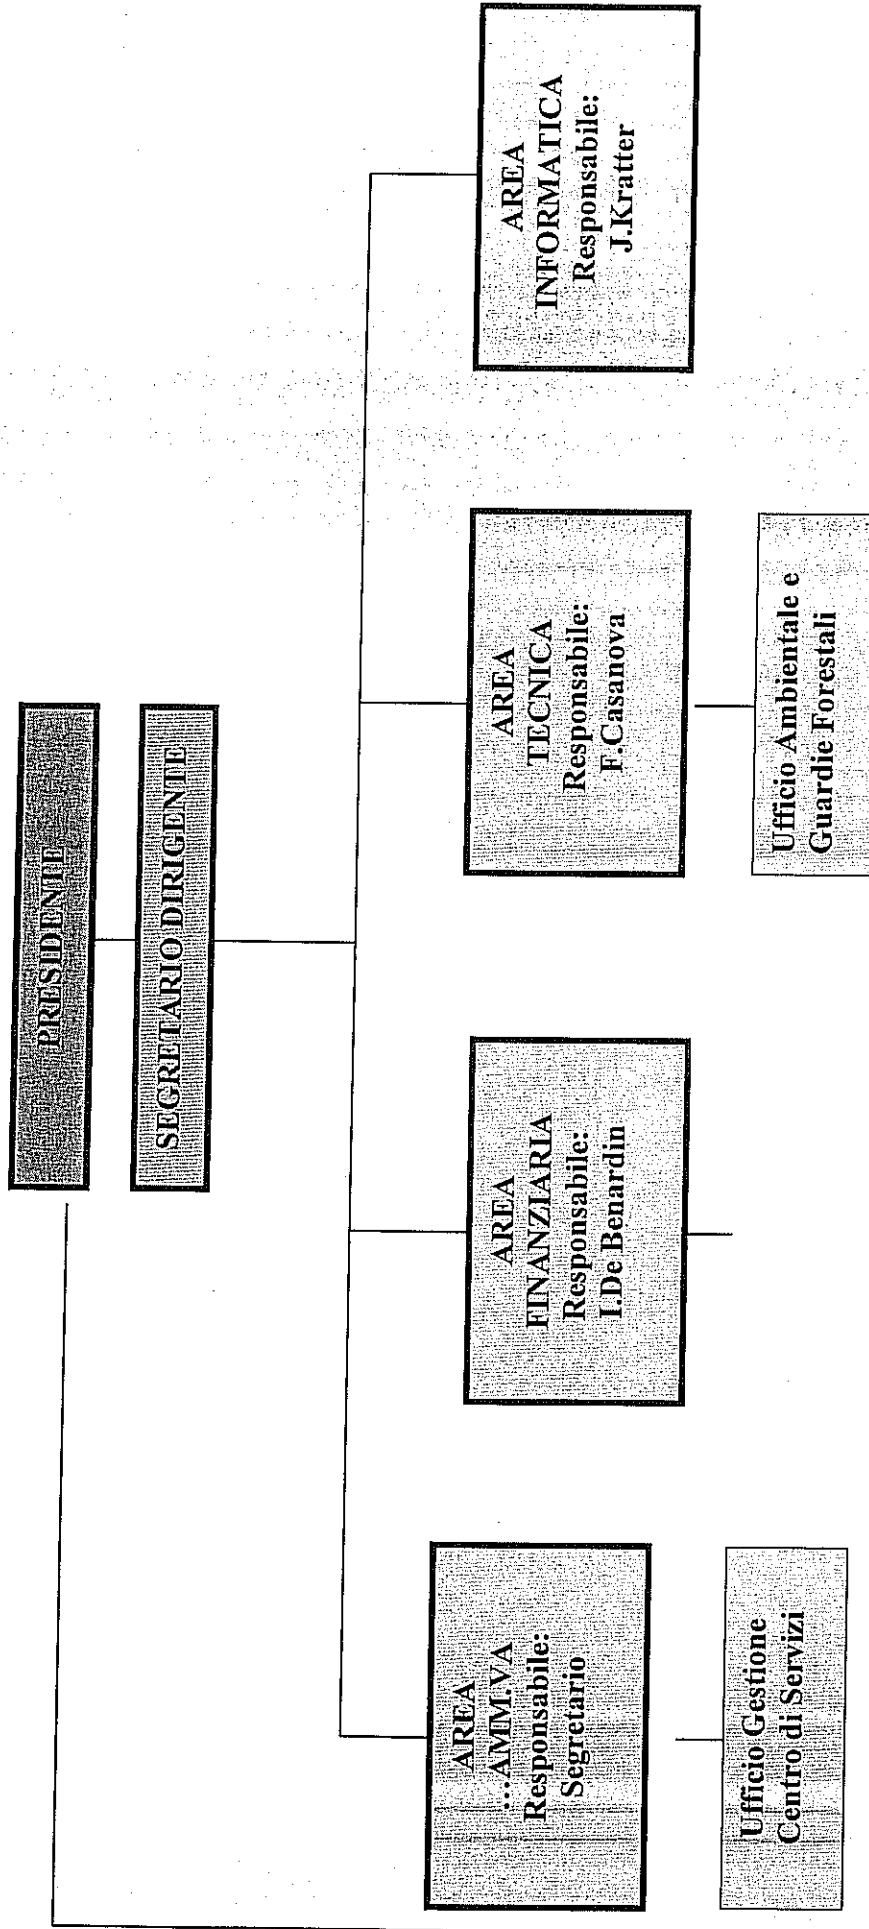 PRESIDENTE
SEGRETARIO DIRIGENTE
AREA
...AMM.VA
Responsabile:
Segretario
AREA
FINANZIARIA
Responsabile:
I.De Benardin
AREA
TECNICA
Responsabile:
F.Casanova
AREA
INFORMATICA
Responsabile:
J.Kratter
Ufficio Gestione
Centro di Servizi
Ufficio Ambientale e
Guardie Forestali